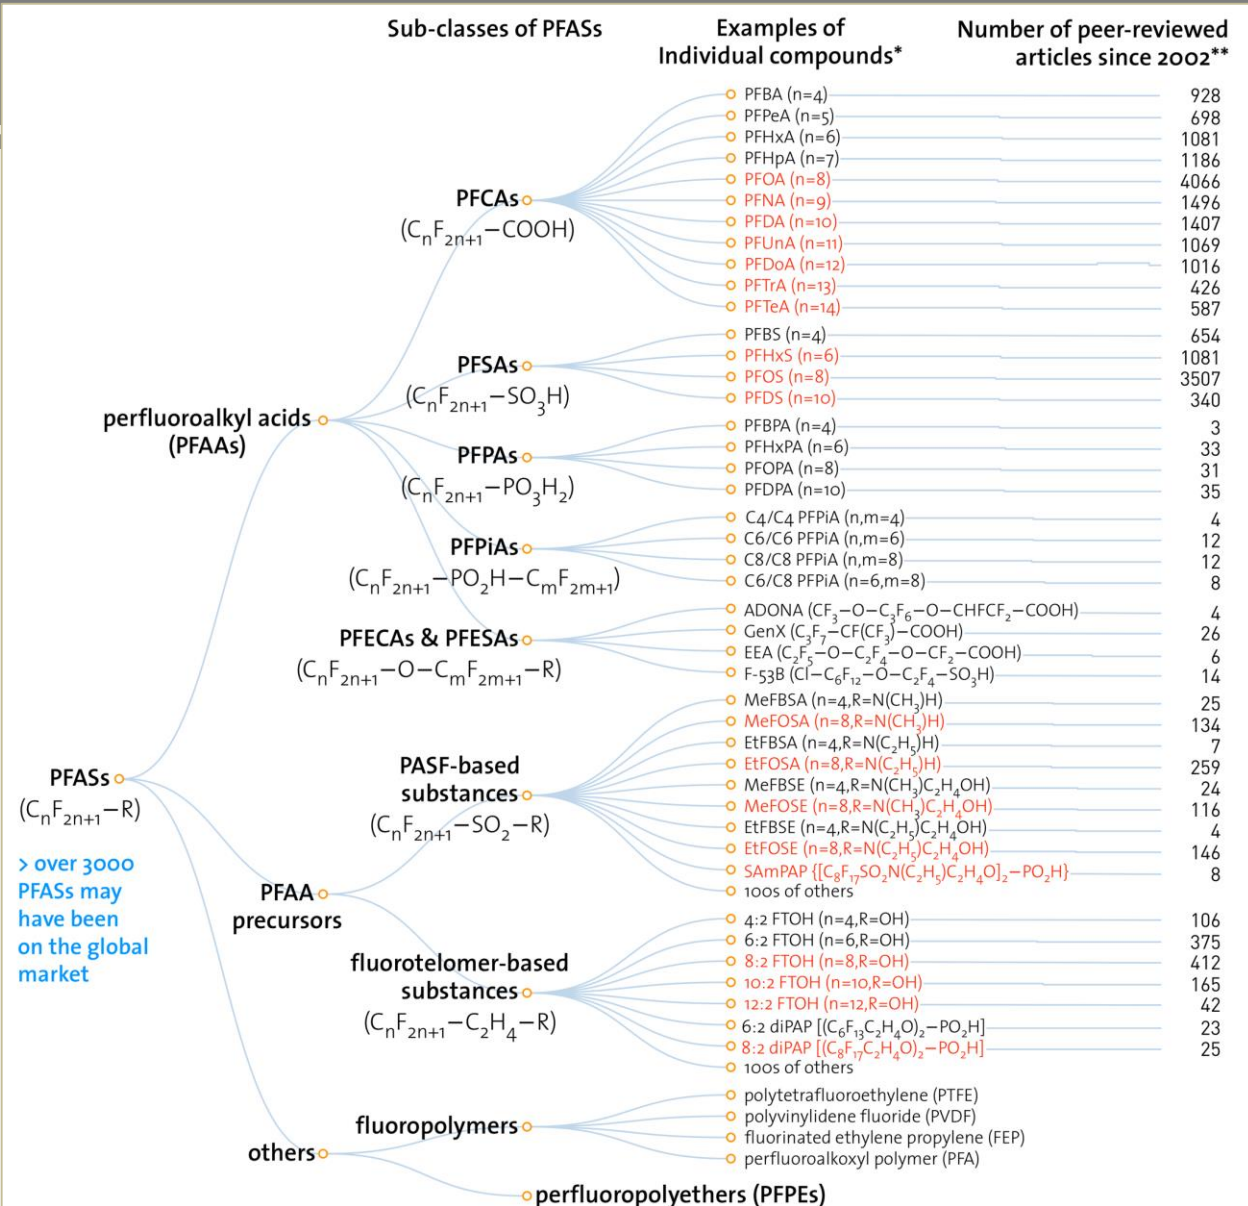 Sub-classes of PFASs
Examples of
Individual compounds*
Number of peer-reviewed
articles since 2002**
PFASs
(CnF2n+1–R)
> over 3000
PFASs may
have been
on the global
market
perfluoroalkyl acids
(PFAAs)
PFCAs
(CnF2n+1–COOH)
PFBA (n=4) 928
PFPeA (n=5) 698
PFHxA (n=6) 1081
PFHpA (n=7) 1186
PFOA (n=8) 4066
PFNA (n=9) 1496
PFDA (n=10) 1407
PFUnA (n=11) 1069
PFDoA (n=12) 1016
PFTrA (n=13) 426
PFTeA (n=14) 587
PFSAs
(CnF2n+1–SO3H)
PFBS (n=4) 654
PFHxS (n=6) 1081
PFOS (n=8) 3507
PFDS (n=10) 340
PFPAs
(CnF2n+1–PO3H2)
PFBPA (n=4) 3
PFHxPA (n=6) 33
PFOPA (n=8) 31
PFDPA (n=10) 35
PFPiAs
(CnF2n+1–PO2H–CmF2m+1)
C4/C4 PFPiA (n,m=4) 4
C6/C6 PFPiA (n,m=6) 12
C8/C8 PFPiA (n,m=8) 12
C6/C8 PFPiA (n=6,m=8) 8
PFECAs & PFESAs
(CnF2n+1–O–CmF2m+1–R)
ADONA (CF3–O–C3F6–O–CHFCF2–COOH) 4
GenX (C3F7–CF(CF3)–COOH) 26
EEA (C2F5–O–C2F4–O–CF2–COOH) 6
F-53B (Cl–C6F12–O–C2F4–SO3H) 14
PFAA
precursors
PASF-based
substances
(CnF2n+1–SO2–R)
MeFBSA (n=4,R=N(CH3)H) 25
MeFOSA (n=8,R=N(CH3)H) 134
EtFBSA (n=4,R=N(C2H5)H) 7
EtFOSA (n=8,R=N(C2H5)H) 259
MeFBSE (n=4,R=N(CH3)C2H4OH) 24
MeFOSE (n=8,R=N(CH3)C2H4OH) 116
EtFBSE (n=4,R=N(C2H5)C2H4OH) 4
EtFOSE (n=8,R=N(C2H5)C2H4OH) 146
SAmPAP {[C8F17SO2N(C2H5)C2H4O]2–PO2H} 8
100s of others
fluorotelomer-based
substances
(CnF2n+1–C2H4–R)
4:2 FTOH (n=4,R=OH) 106
6:2 FTOH (n=6,R=OH) 375
8:2 FTOH (n=8,R=OH) 412
10:2 FTOH (n=10,R=OH) 165
12:2 FTOH (n=12,R=OH) 42
6:2 diPAP [(C6F13C2H4O)2–PO2H] 23
8:2 diPAP [(C8F17C2H4O)2–PO2H] 25
100s of others
others
fluoropolymers
polytetrafluoroethylene (PTFE)
polyvinylidene fluoride (PVDF)
fluorinated ethylene propylene (FEP)
perfluoroalkoxyl polymer (PFA)
perfluoropolyethers (PFPEs)